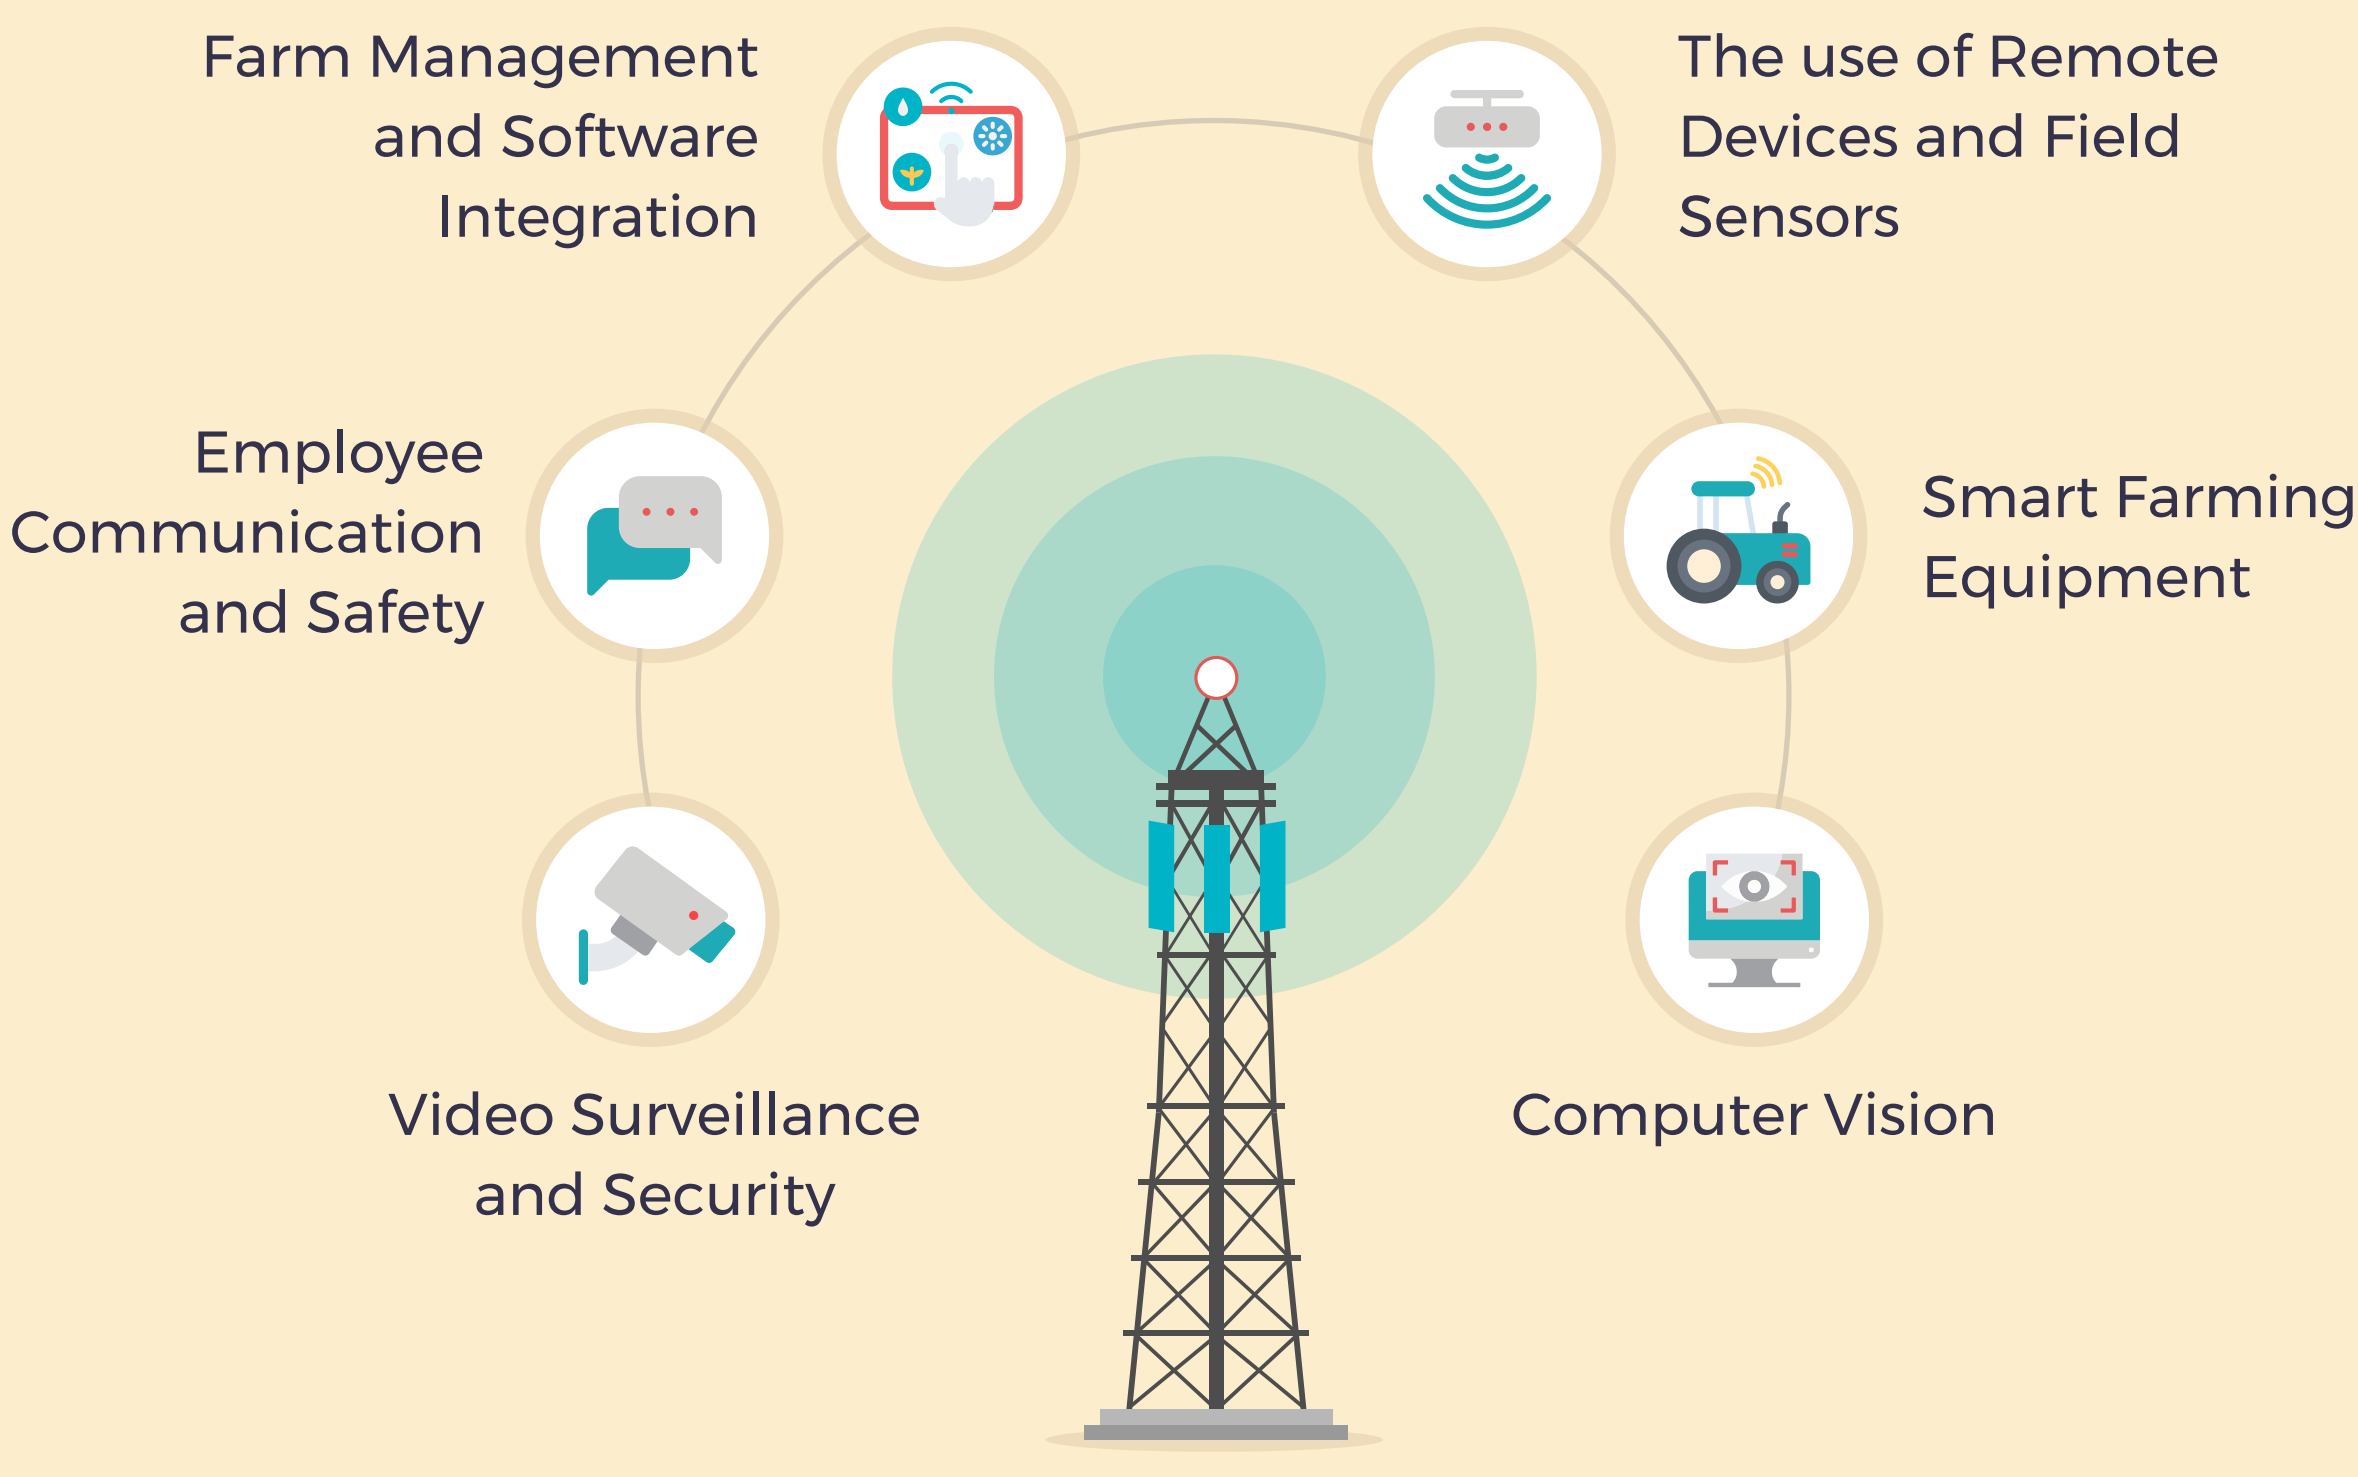 Farm Management
and Software
Integration
The use of Remote
Devices and Field
Sensors
Employee
Communication
and Safety
Smart Farming
Equipment
Video Surveillance
and Security
Computer Vision